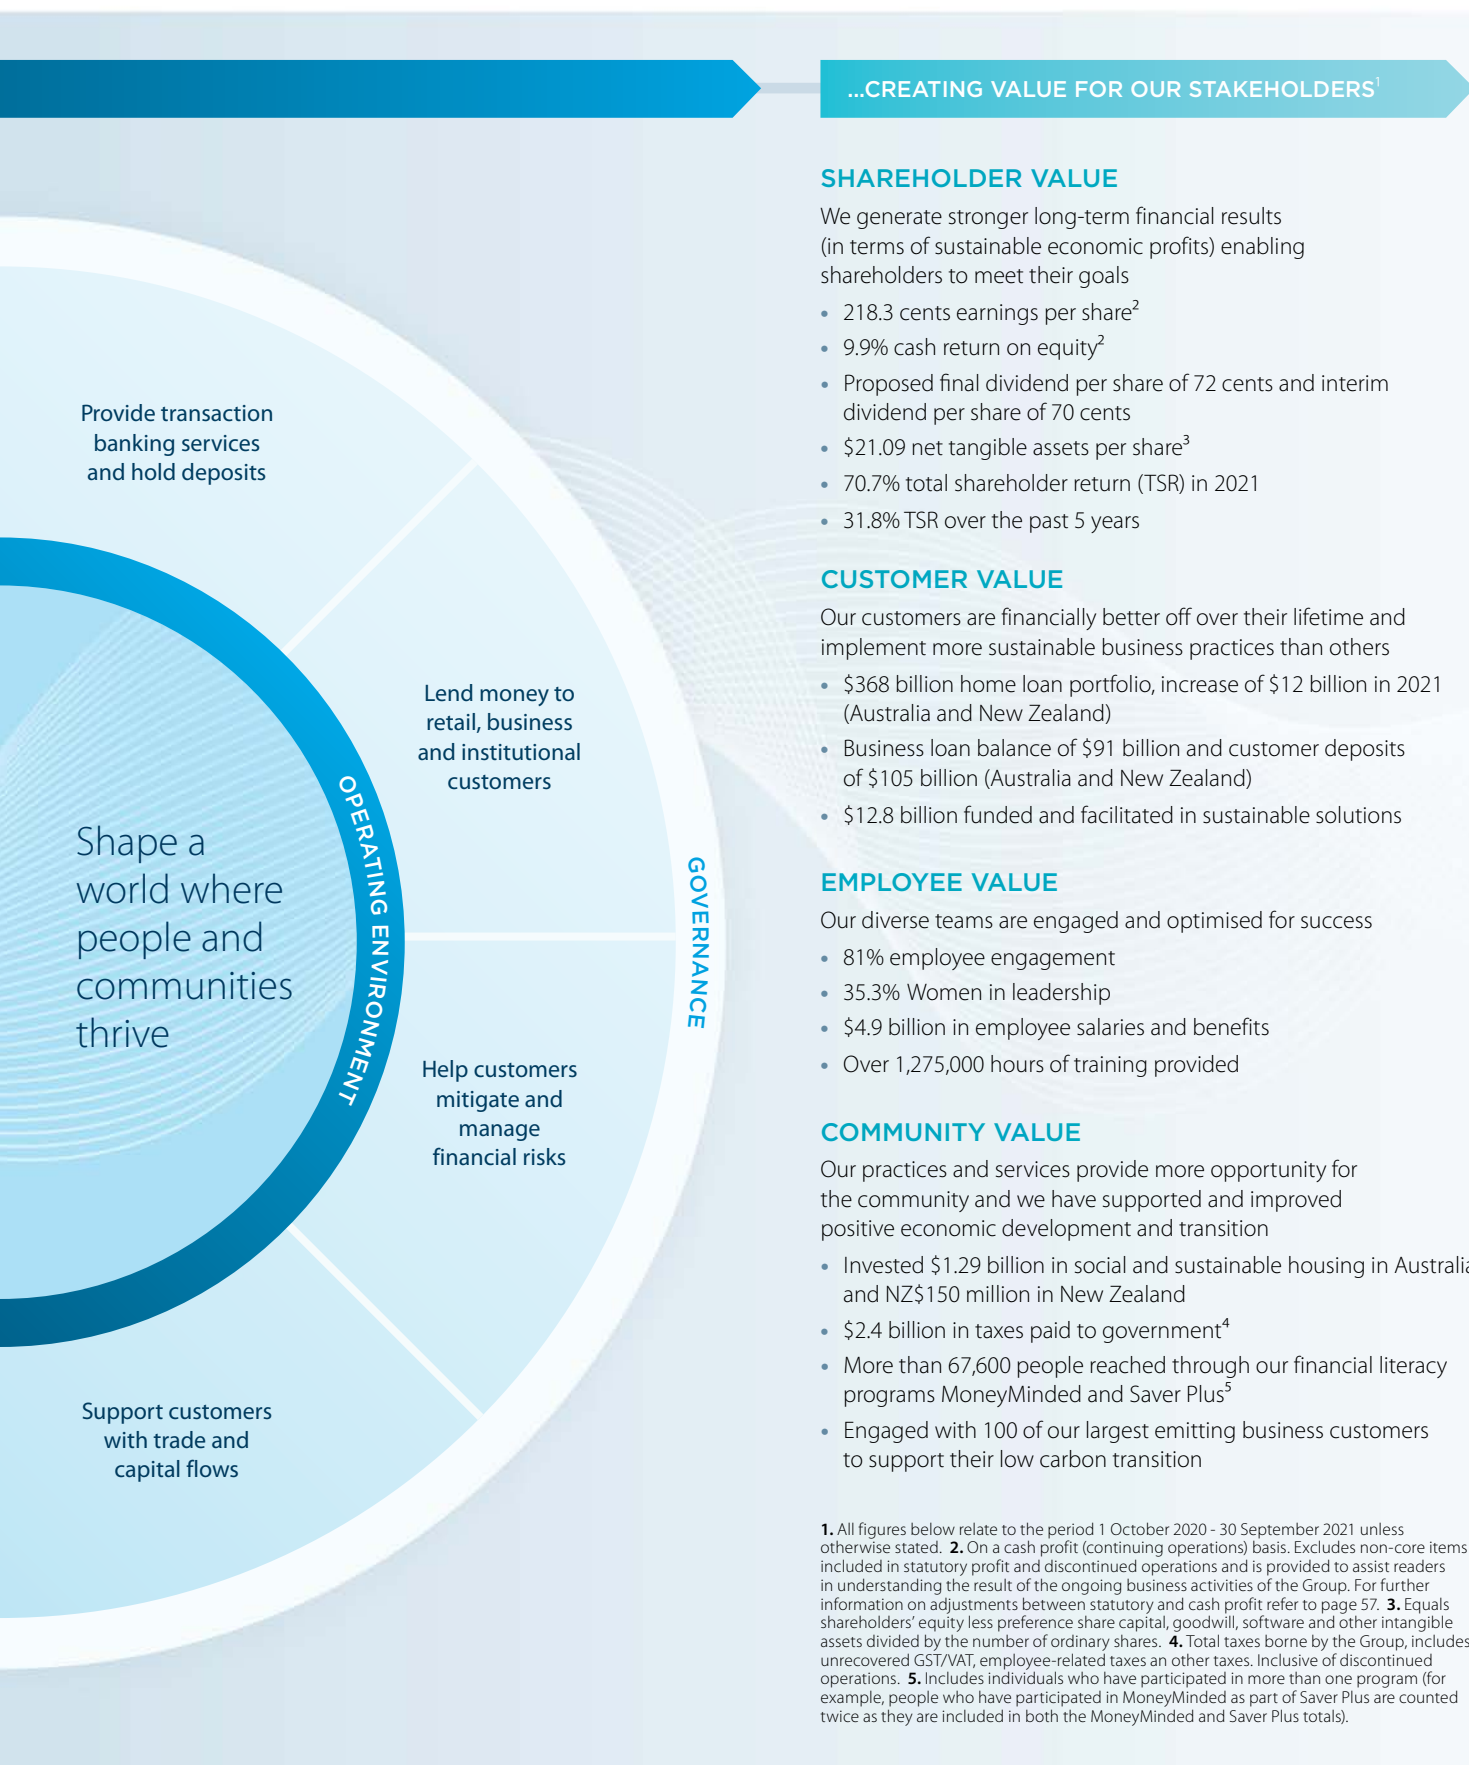 ...CREATING VALUE FOR OUR STAKEHOLDERS1
Provide transaction
banking services
and hold deposits
Lend money to
retail, business
and institutional
customers
OPERATING ENVIRONMENT
Shape a
world where
people and
communities
thrive
GOVERNANCE
Help customers
mitigate and
manage
financial risks
Support customers
with trade and
capital flows
SHAREHOLDER VALUE
We generate stronger long-term financial results
(in terms of sustainable economic profits) enabling
shareholders to meet their goals
• 218.3 cents earnings per share2
• 9.9% cash return on equity2
• Proposed final dividend per share of 72 cents and interim
dividend per share of 70 cents
• $21.09 net tangible assets per share3
• 70.7% total shareholder return (TSR) in 2021
• 31.8% TSR over the past 5 years
CUSTOMER VALUE
Our customers are financially better off over their lifetime and
implement more sustainable business practices than others
• $368 billion home loan portfolio, increase of $12 billion in 2021
(Australia and New Zealand)
• Business loan balance of $91 billion and customer deposits
of $105 billion (Australia and New Zealand)
• $12.8 billion funded and facilitated in sustainable solutions
EMPLOYEE VALUE
Our diverse teams are engaged and optimised for success
• 81% employee engagement
• 35.3% Women in leadership
• $4.9 billion in employee salaries and benefits
• Over 1,275,000 hours of training provided
COMMUNITY VALUE
Our practices and services provide more opportunity for
the community and we have supported and improved
positive economic development and transition
• Invested $1.29 billion in social and sustainable housing in Australia
and NZ$150 million in New Zealand
• $2.4 billion in taxes paid to government4
• More than 67,600 people reached through our financial literacy
programs MoneyMinded and Saver Plus5
• Engaged with 100 of our largest emitting business customers
to support their low carbon transition
1. All figures below relate to the period 1 October 2020 - 30 September 2021 unless
otherwise stated. 2. On a cash profit (continuing operations) basis. Excludes non-core items
included in statutory profit and discontinued operations and is provided to assist readers
in understanding the result of the ongoing business activities of the Group. For further
information on adjustments between statutory and cash profit refer to page 57. 3. Equals
shareholders' equity less preference share capital, goodwill, software and other intangible
assets divided by the number of ordinary shares. 4. Total taxes borne by the Group, includes
unrecovered GST/VAT, employee-related taxes an other taxes. Inclusive of discontinued
operations. 5. Includes individuals who have participated in more than one program (for
example, people who have participated in MoneyMinded as part of Saver Plus are counted
twice as they are included in both the MoneyMinded and Saver Plus totals).